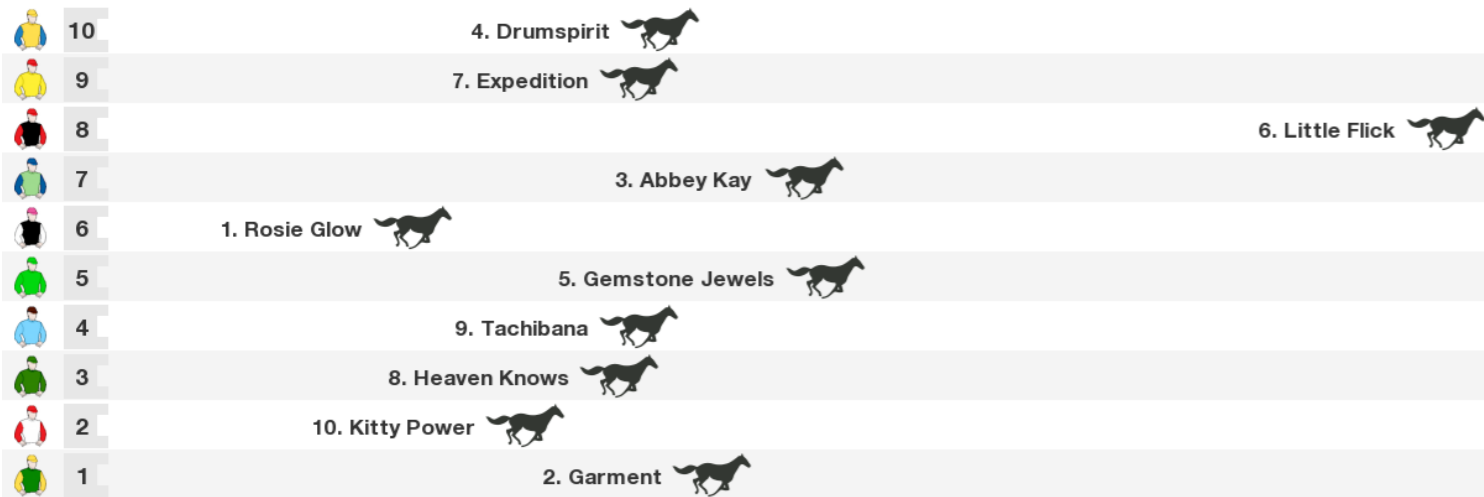 10 4. Drumspirit
9 7. Expedition
8 6. Little Flick
7 3. Abbey Kay
6 1. Rosie Glow
5 5. Gemstone Jewels
4 9. Tachibana
3 8. Heaven Knows
2 10. Kitty Power
1 2. Garment